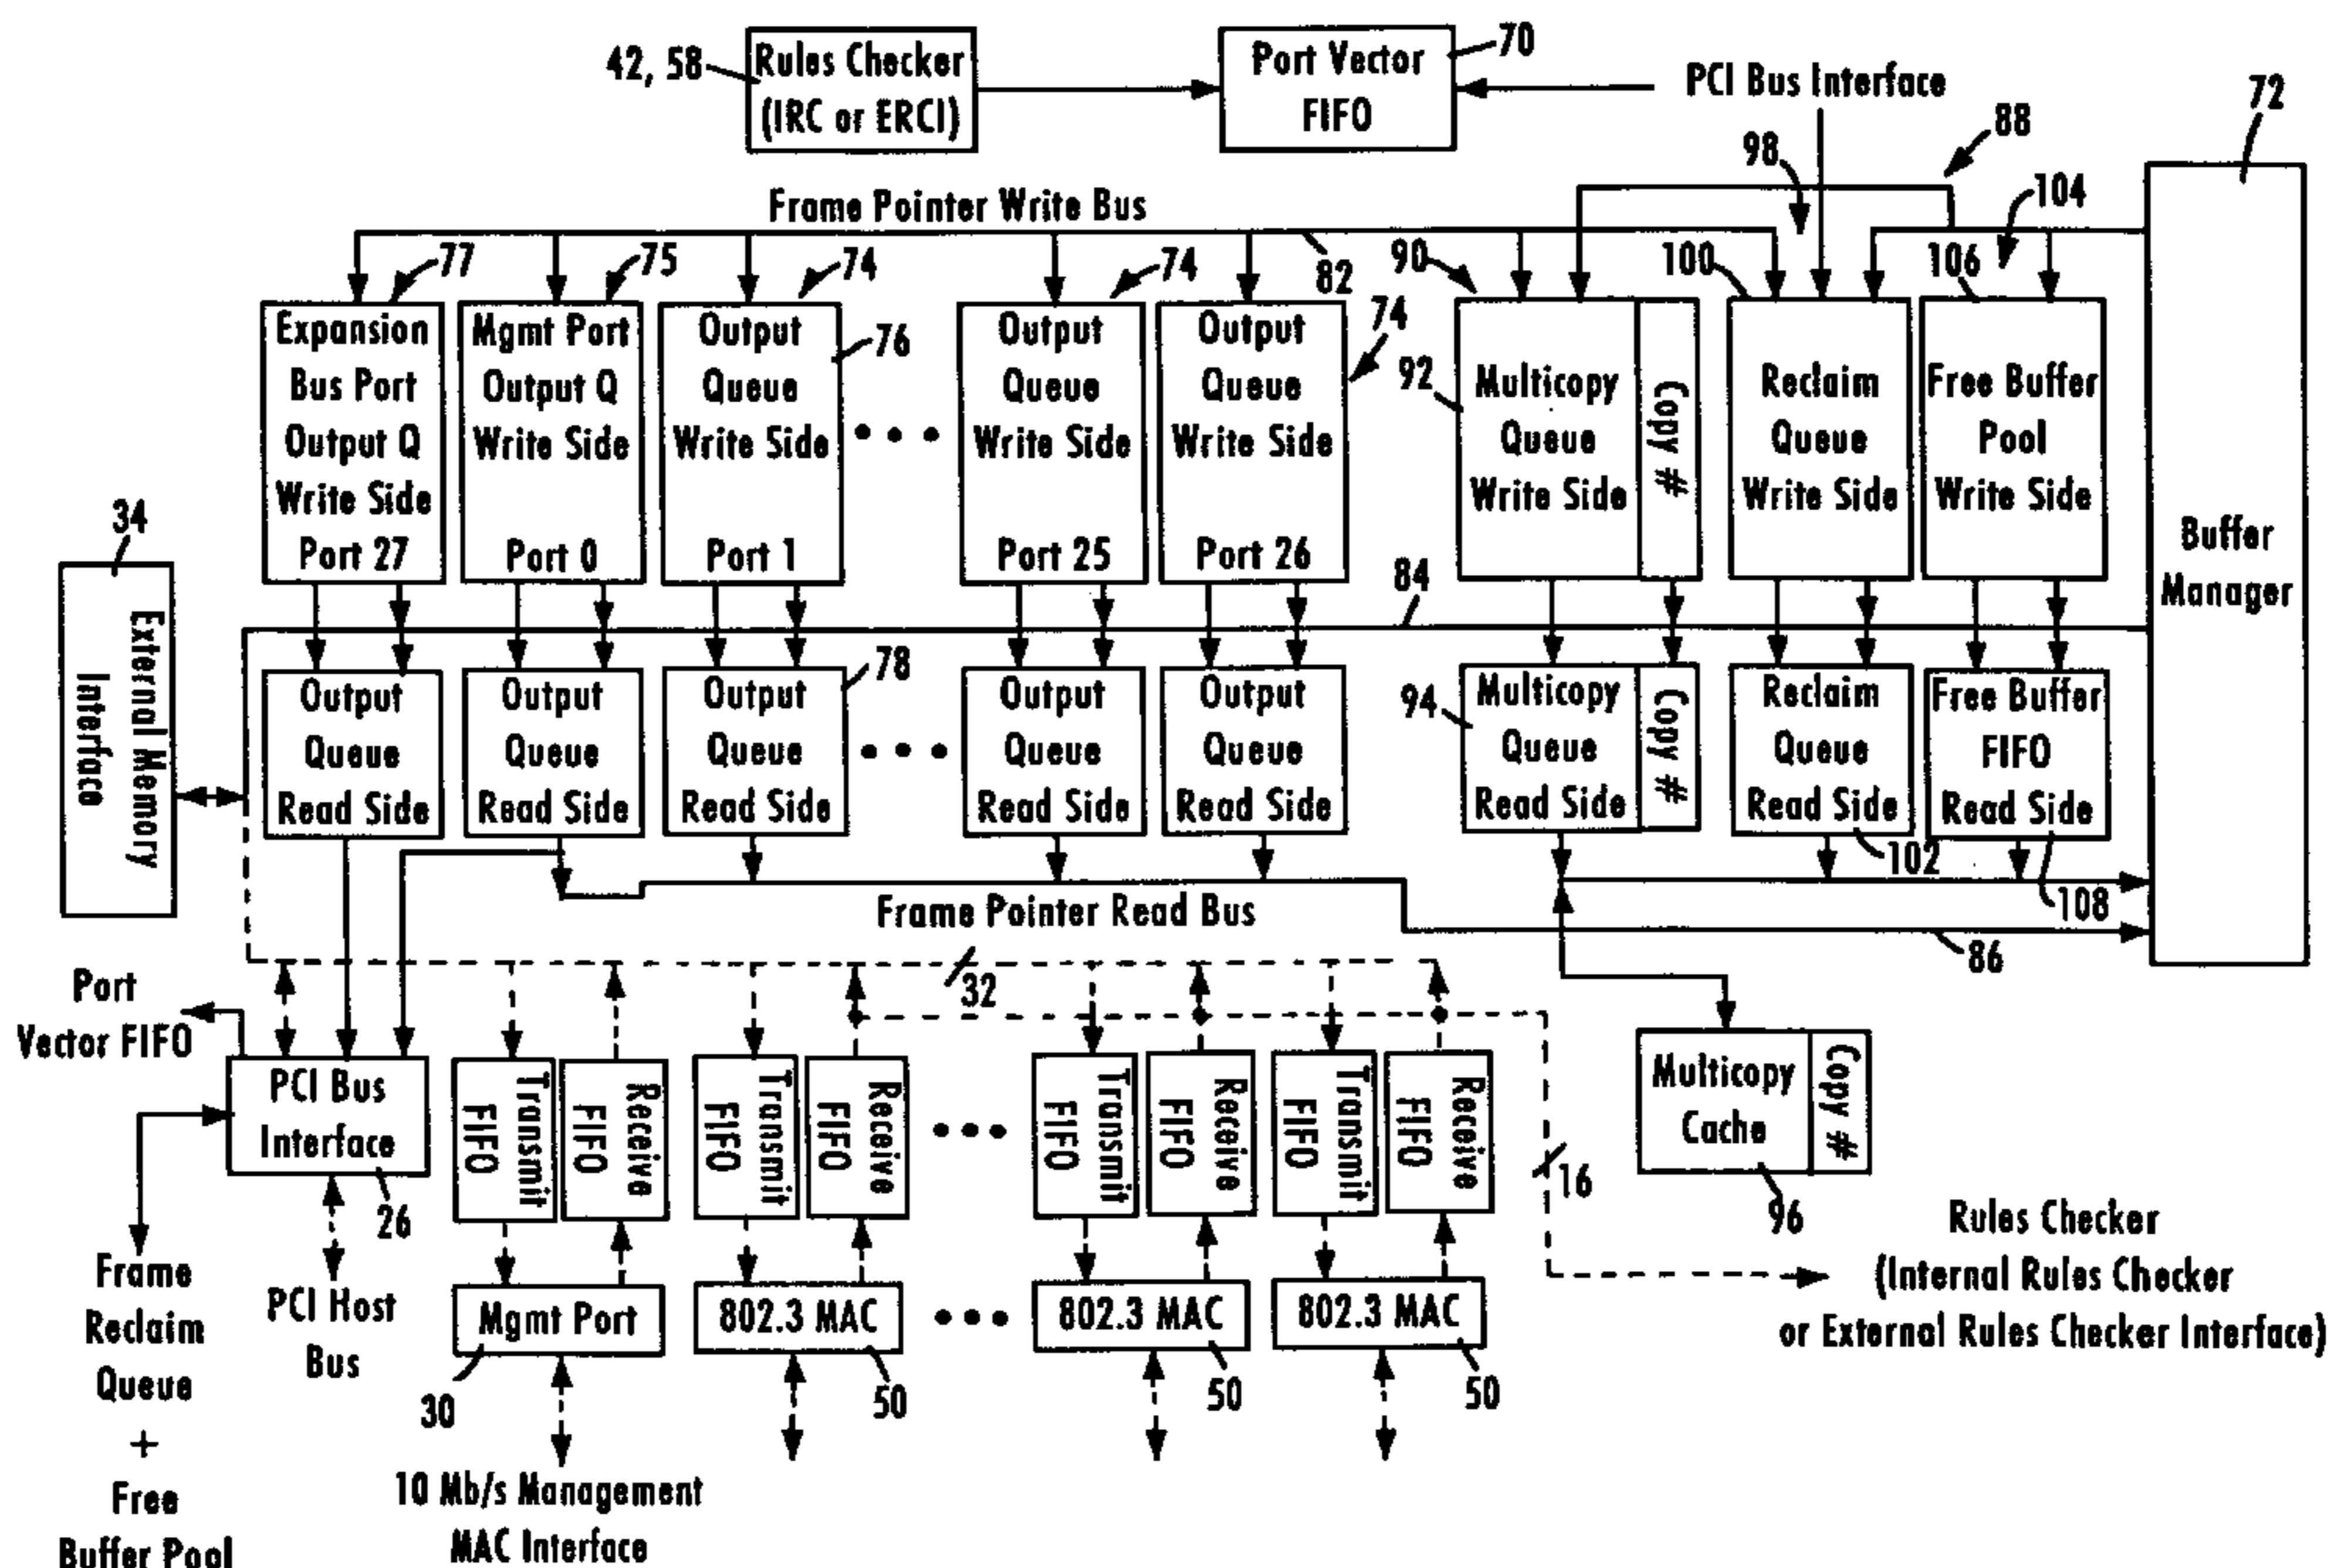 42, 58
Rules Checker
(IRC or ERCI)
Port Vector
FIFO
70
PCI Bus Interface
72
88
98
104
Frame Pointer Write Bus
77
75
74
74
82
90
100
106
74
Expansion
Bus Port
Output Q
Write Side
Port 27
Mgmt Port
Output Q
Write Side
Port 0
Output
Queue
Write Side
Port 1
76
Output
Queue
Write Side
Port 25
Output
Queue
Write Side
Port 26
92
Multicopy
Queue
Write Side
Copy #
Reclaim
Queue
Write Side
Free Buffer
Pool
Write Side
Buffer
Manager
34
External Memory
Interface
84
Output
Queue
Read Side
Output
Queue
Read Side
Output
Queue
Read Side
78
Output
Queue
Read Side
Output
Queue
Read Side
94
Multicopy
Queue
Read Side
Copy #
Reclaim
Queue
Read Side
102
Free Buffer
FIFO
Read Side
108
Frame Pointer Read Bus
86
32
Port
Vector FIFO
PCI Bus
Interface
26
Transmit
FIFO
Receive
FIFO
Transmit
FIFO
Receive
FIFO
Transmit
FIFO
Receive
FIFO
Transmit
FIFO
Receive
FIFO
16
Multicopy
Cache
Copy #
96
Rules Checker
(Internal Rules Checker
or External Rules Checker Interface)
Frame
Reclaim
Queue
+
Free
Buffer Pool
PCI Host
Bus
Mgmt Port
30
802.3 MAC
50
802.3 MAC
50
802.3 MAC
50
10 Mb/s Management
MAC Interface